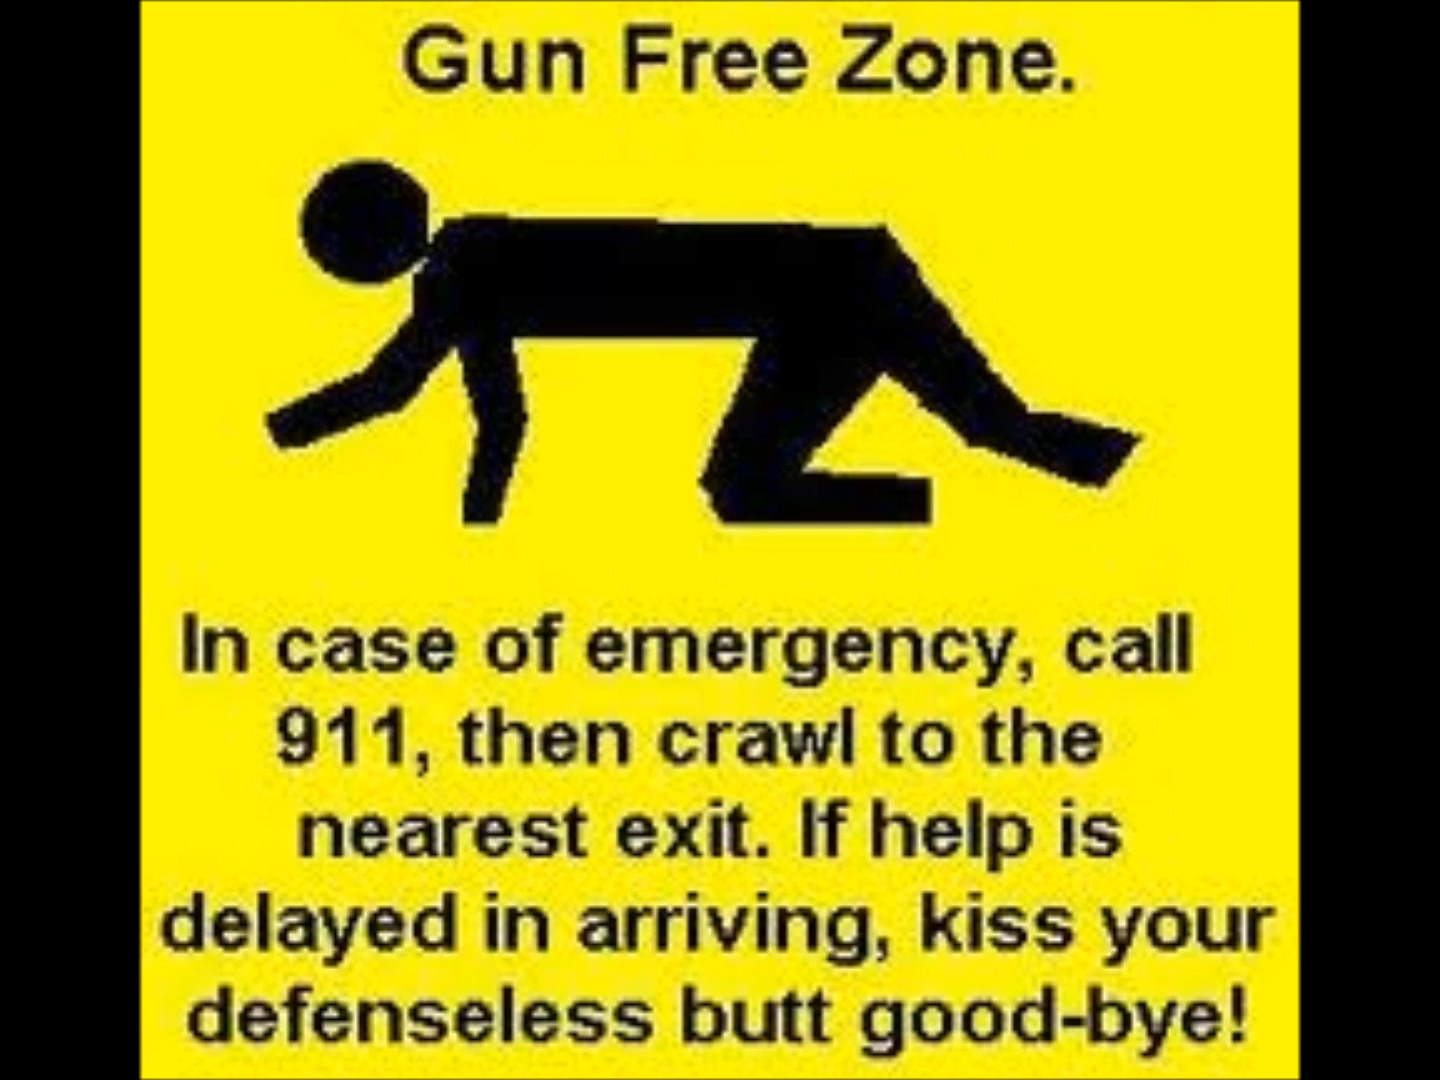 Gun Free Zone.
In case of emergency, call
911, then crawl to the
nearest exit. If help is
delayed in arriving, kiss your
defenseless butt good-bye!